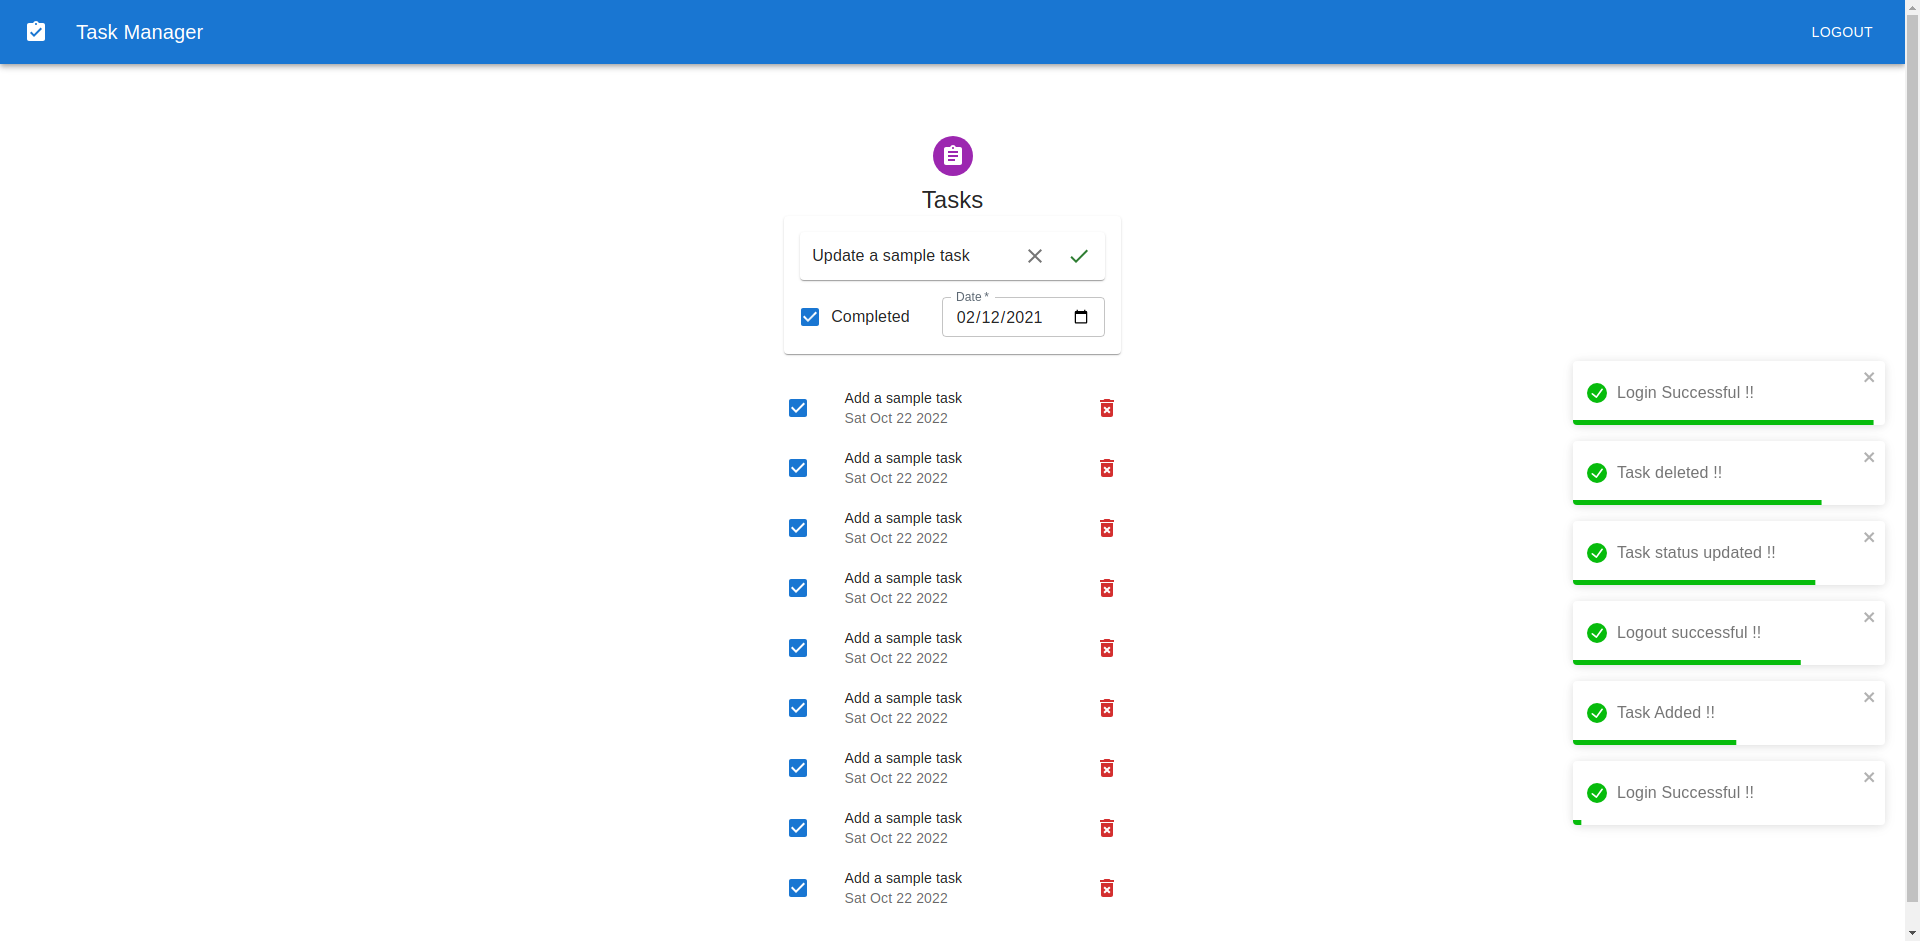 Task Manager
LOGOUT
Tasks
Update a sample task
Completed
Date *
02/12/2021
Add a sample task
Sat Oct 22 2022
Add a sample task
Sat Oct 22 2022
Add a sample task
Sat Oct 22 2022
Add a sample task
Sat Oct 22 2022
Add a sample task
Sat Oct 22 2022
Add a sample task
Sat Oct 22 2022
Add a sample task
Sat Oct 22 2022
Add a sample task
Sat Oct 22 2022
Add a sample task
Sat Oct 22 2022
Login Successful !!
Task deleted !!
Task status updated !!
Logout successful !!
Task Added !!
Login Successful !!